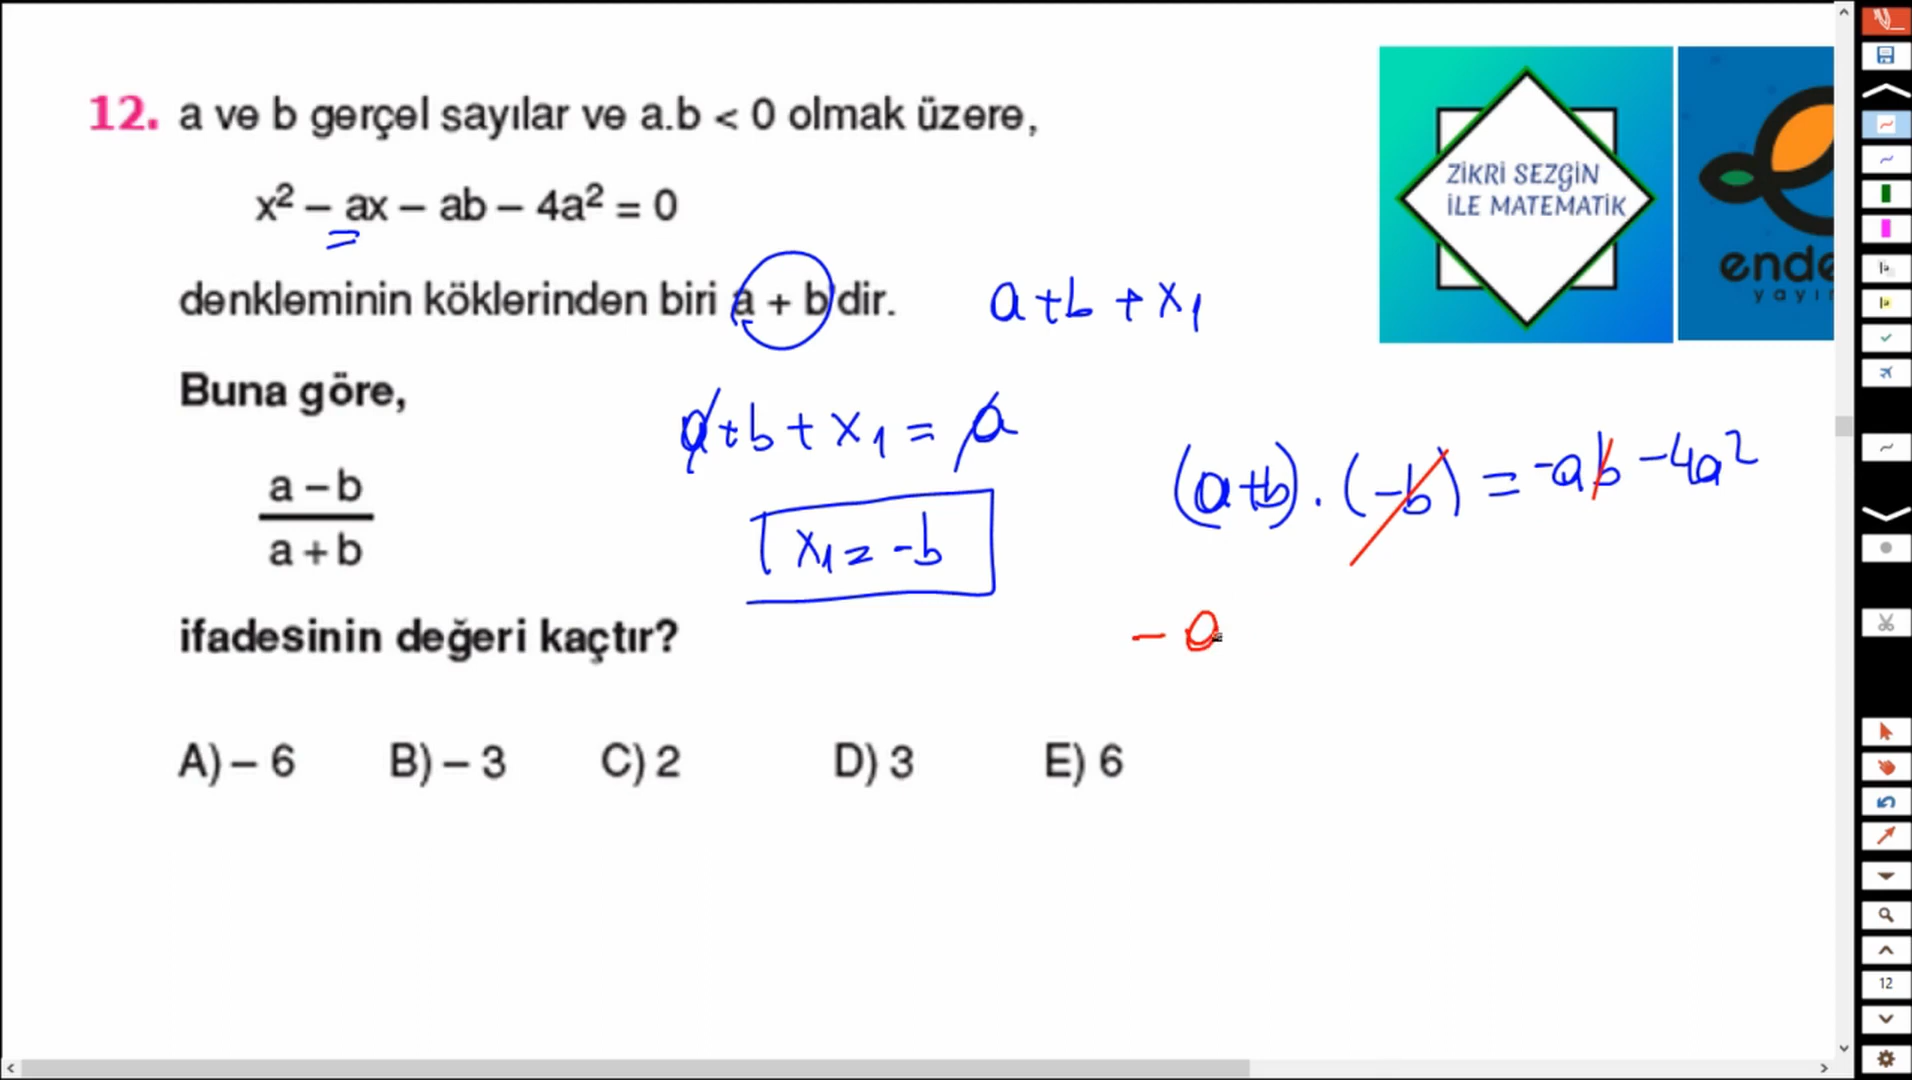 12. a ve b gerçel sayılar ve a.b < 0 olmak üzere,
x² – ax – ab – 4a² = 0
denkleminin köklerinden biri a + b dir.
a+b+x₁
Buna göre,
a+b+x₁ = a
(a+b).(-b) = -ab -4a²
a – b
a + b
x₁ = -b
ifadesinin değeri kaçtır?
- a
A) – 6 B) – 3 C) 2 D) 3 E) 6
ZİKRİ SEZGİN
İLE MATEMATİK
ende
yayı
12